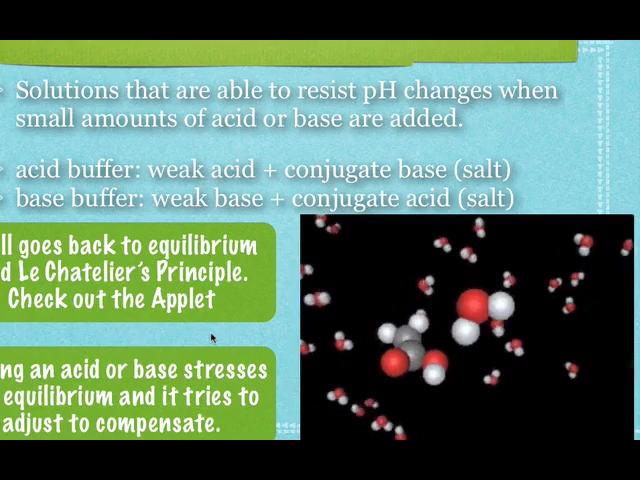 Solutions that are able to resist pH changes when
small amounts of acid or base are added.
acid buffer: weak acid + conjugate base (salt)
base buffer: weak base + conjugate acid (salt)
ll goes back to equilibrium
d Le Chatelier's Principle.
Check out the Applet
ng an acid or base stresses
equilibrium and it tries to
adjust to compensate.